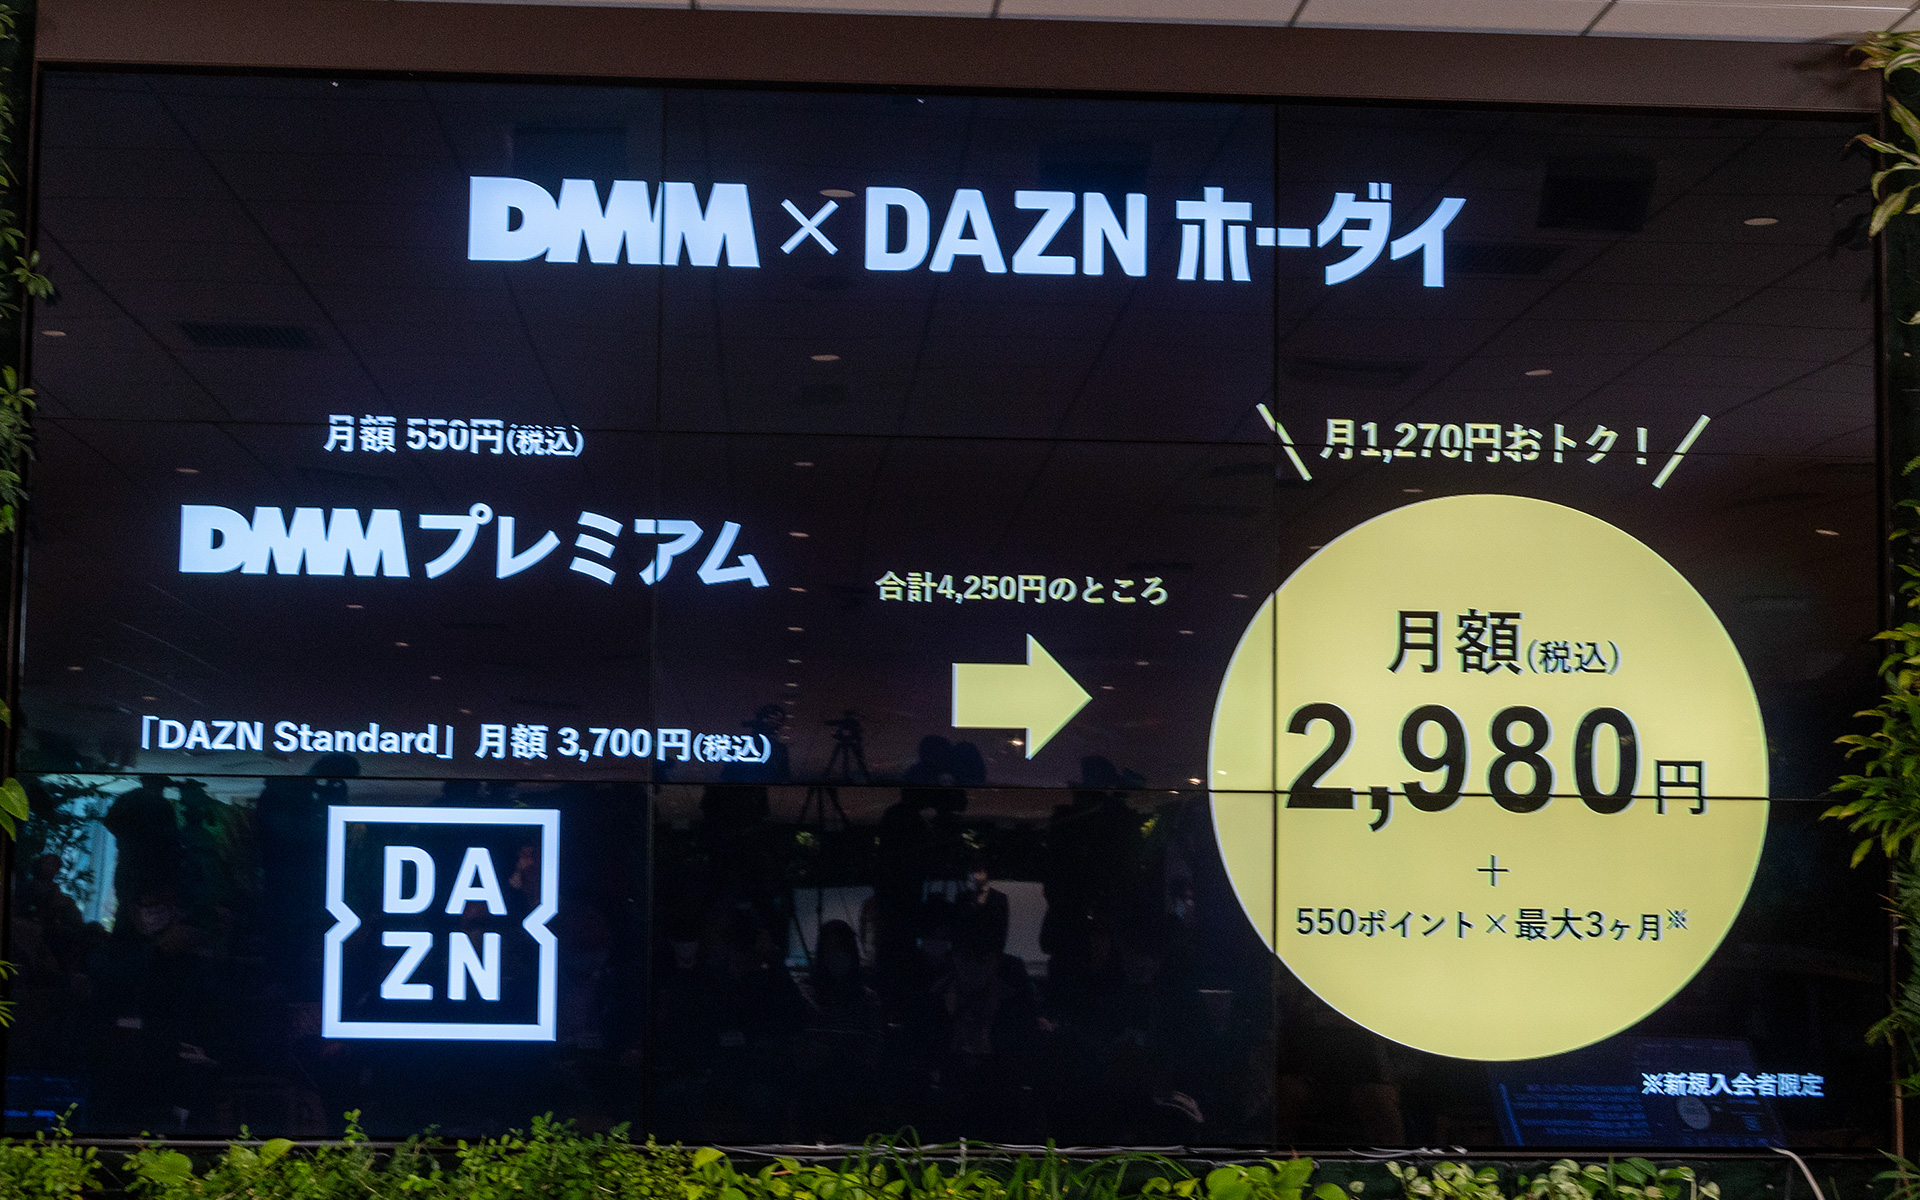 DMM×DAZN ホーダイ
月額 550円(税込)
DMMプレミアム
「DAZN Standard」月額 3,700円(税込)
DA
ZN
合計4,250円のところ
\ 月1,270円おトク! /
月額(税込)
2,980円
+
550ポイント×最大3ヶ月※
※新規入会者限定